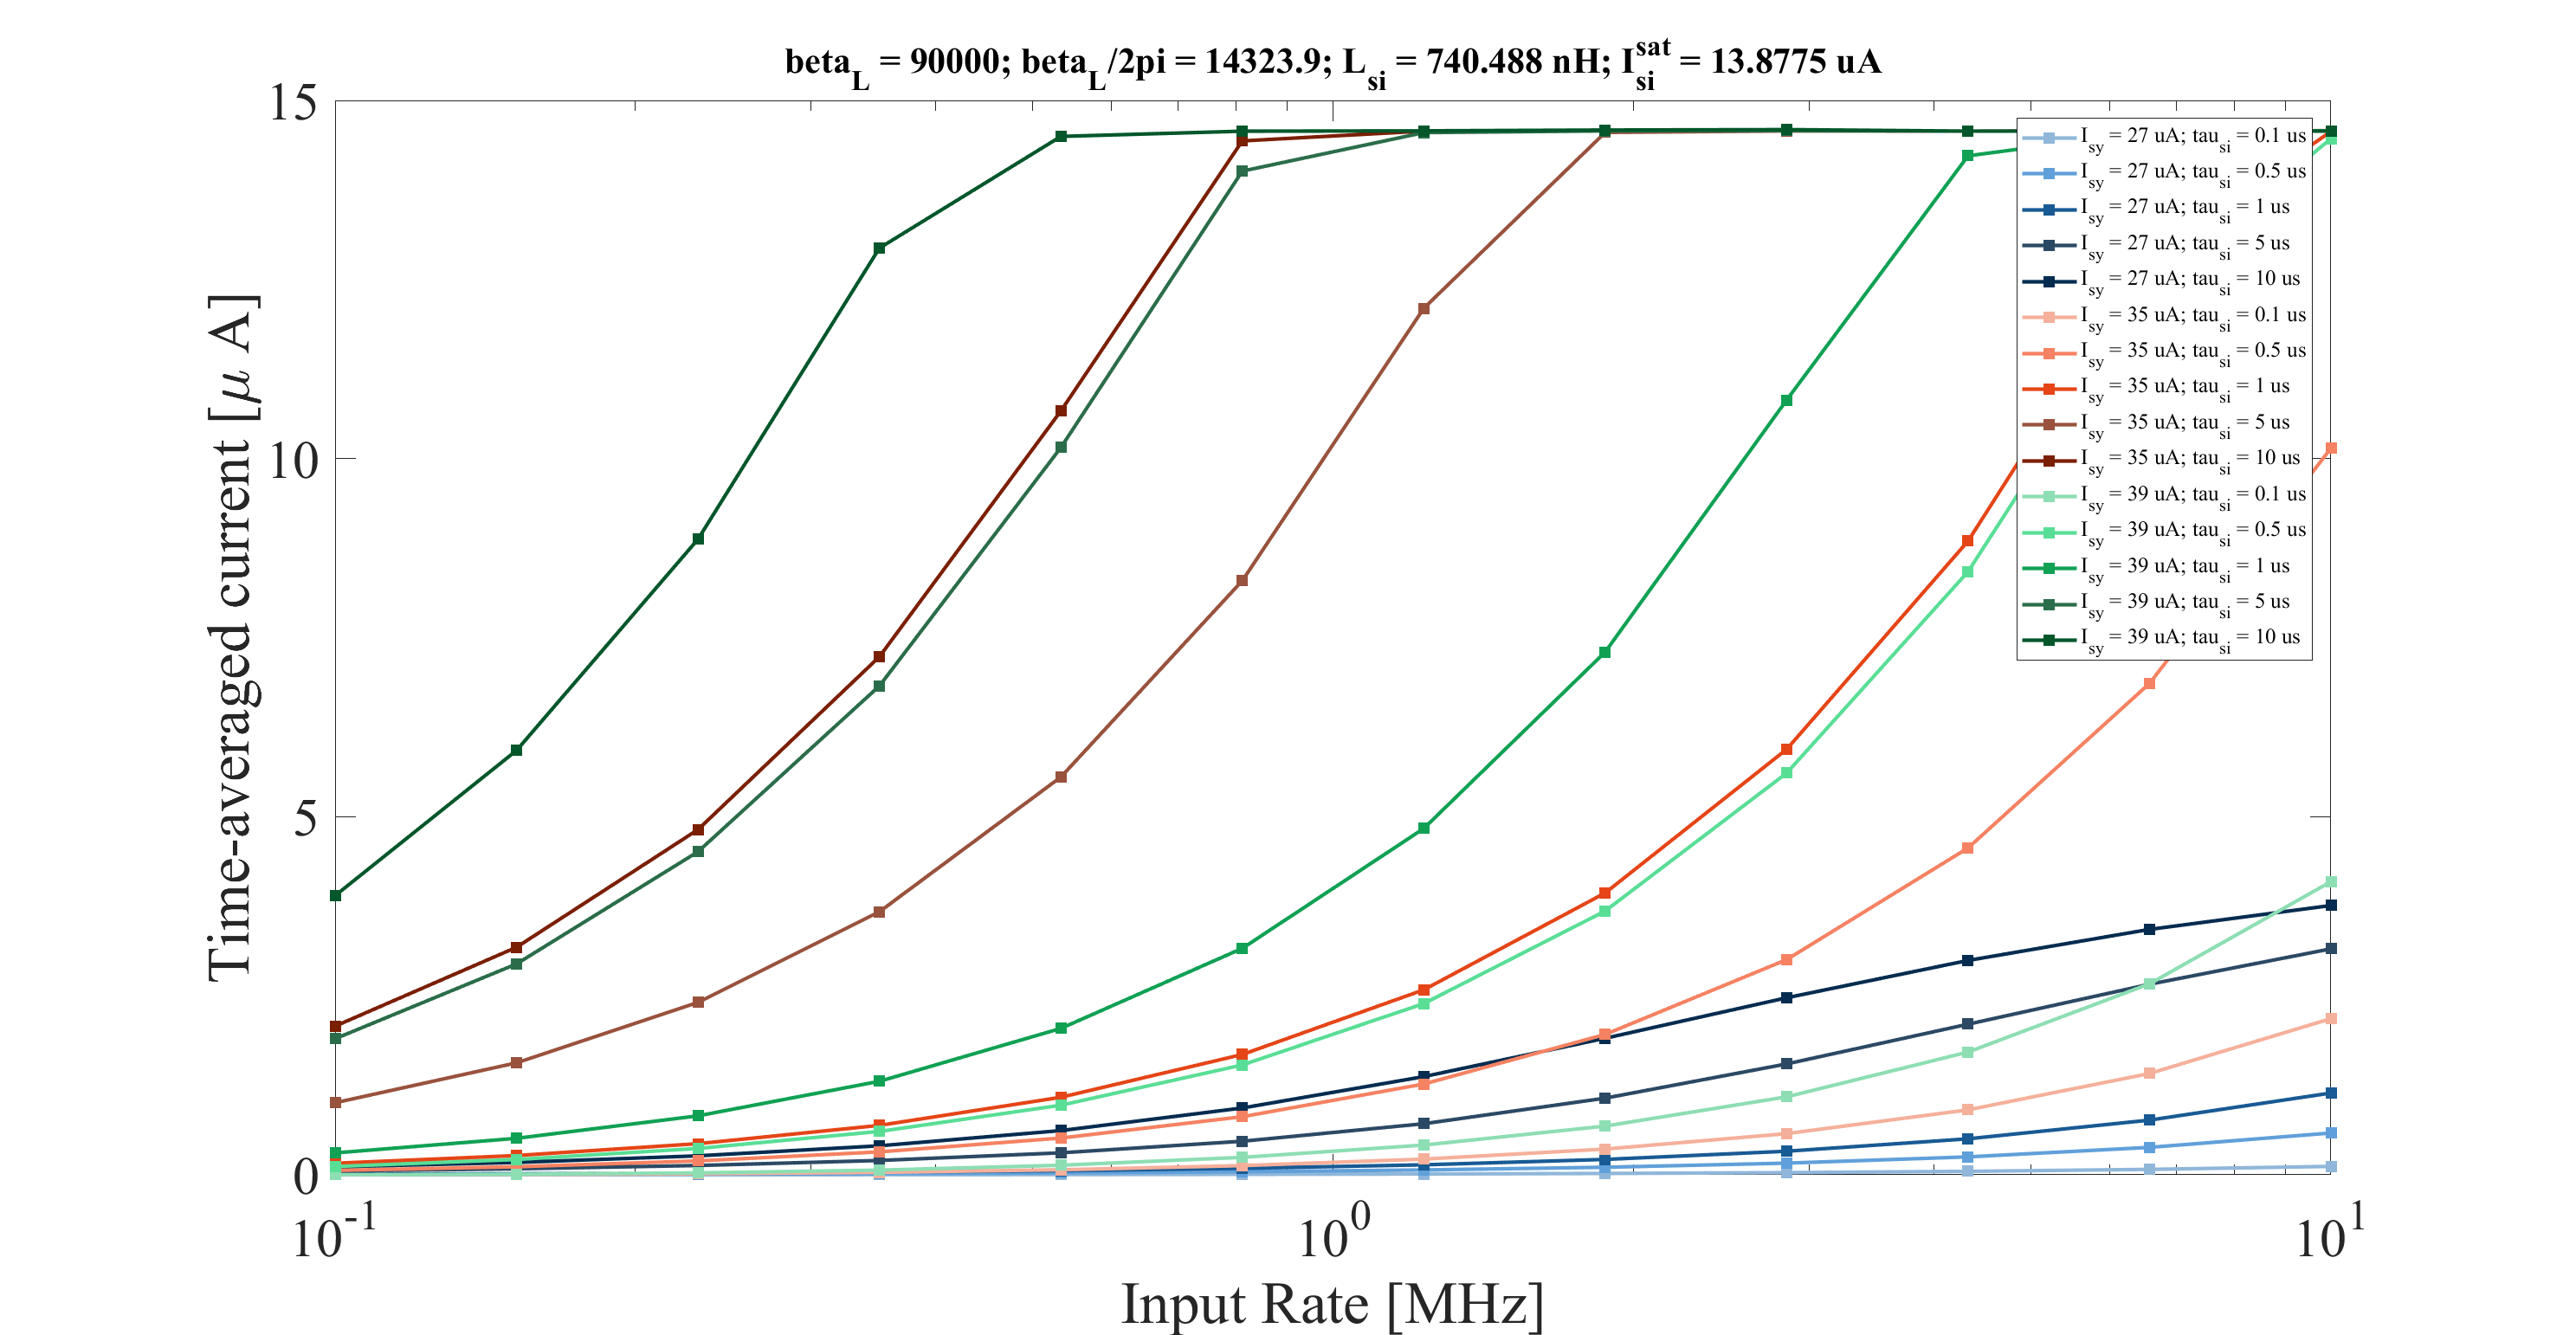 beta_L = 90000; beta_L/2pi = 14323.9; L_si = 740.488 nH; I_si^sat = 13.8775 uA
15
10
5
0
Time-averaged current [μ A]
I_sy = 27 uA; tau_si = 0.1 us
I_sy = 27 uA; tau_si = 0.5 us
I_sy = 27 uA; tau_si = 1 us
I_sy = 27 uA; tau_si = 5 us
I_sy = 27 uA; tau_si = 10 us
I_sy = 35 uA; tau_si = 0.1 us
I_sy = 35 uA; tau_si = 0.5 us
I_sy = 35 uA; tau_si = 1 us
I_sy = 35 uA; tau_si = 5 us
I_sy = 35 uA; tau_si = 10 us
I_sy = 39 uA; tau_si = 0.1 us
I_sy = 39 uA; tau_si = 0.5 us
I_sy = 39 uA; tau_si = 1 us
I_sy = 39 uA; tau_si = 5 us
I_sy = 39 uA; tau_si = 10 us
10^-1 10^0 10^1
Input Rate [MHz]